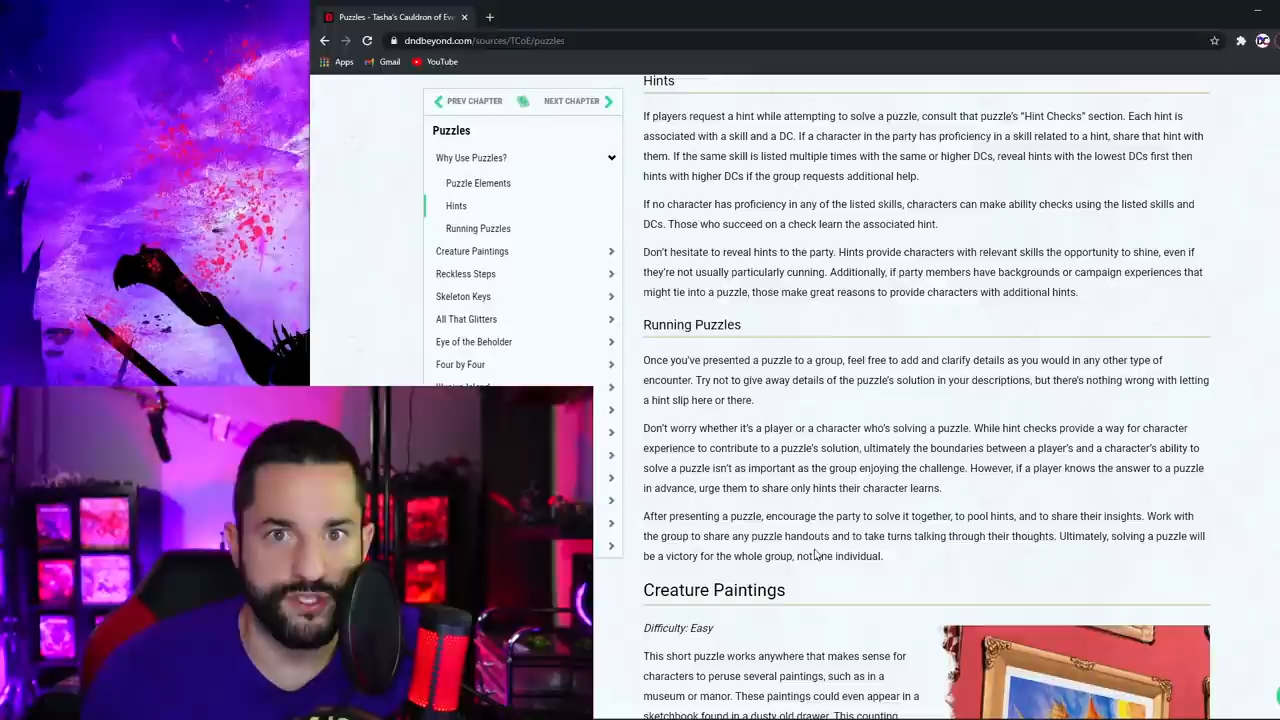 Puzzles - Tasha's Cauldron of Eve
dndbeyond.com/sources/TCoE/puzzles
Apps Gmail YouTube
PREV CHAPTER NEXT CHAPTER
Puzzles
Why Use Puzzles?
Puzzle Elements
Hints
Running Puzzles
Creature Paintings
Reckless Steps
Skeleton Keys
All That Glitters
Eye of the Beholder
Four by Four
Hints
If players request a hint while attempting to solve a puzzle, consult that puzzle's “Hint Checks” section. Each hint is
associated with a skill and a DC. If a character in the party has proficiency in a skill related to a hint, share that hint with
them. If the same skill is listed multiple times with the same or higher DCs, reveal hints with the lowest DCs first then
hints with higher DCs if the group requests additional help.
If no character has proficiency in any of the listed skills, characters can make ability checks using the listed skills and
DCs. Those who succeed on a check learn the associated hint.
Don't hesitate to reveal hints to the party. Hints provide characters with relevant skills the opportunity to shine, even if
they're not usually particularly cunning. Additionally, if party members have backgrounds or campaign experiences that
might tie into a puzzle, those make great reasons to provide characters with additional hints.
Running Puzzles
Once you've presented a puzzle to a group, feel free to add and clarify details as you would in any other type of
encounter. Try not to give away details of the puzzle's solution in your descriptions, but there's nothing wrong with letting
a hint slip here or there.
Don't worry whether it's a player or a character who's solving a puzzle. While hint checks provide a way for character
experience to contribute to a puzzle's solution, ultimately the boundaries between a player's and a character's ability to
solve a puzzle isn't as important as the group enjoying the challenge. However, if a player knows the answer to a puzzle
in advance, urge them to share only hints their character learns.
After presenting a puzzle, encourage the party to solve it together, to pool hints, and to share their insights. Work with
the group to share any puzzle handouts and to take turns talking through their thoughts. Ultimately, solving a puzzle will
be a victory for the whole group, not one individual.
Creature Paintings
Difficulty: Easy
This short puzzle works anywhere that makes sense for
characters to peruse several paintings, such as in a
museum or manor. These paintings could even appear in a
sketchbook found in a dusty old drawer. This counting